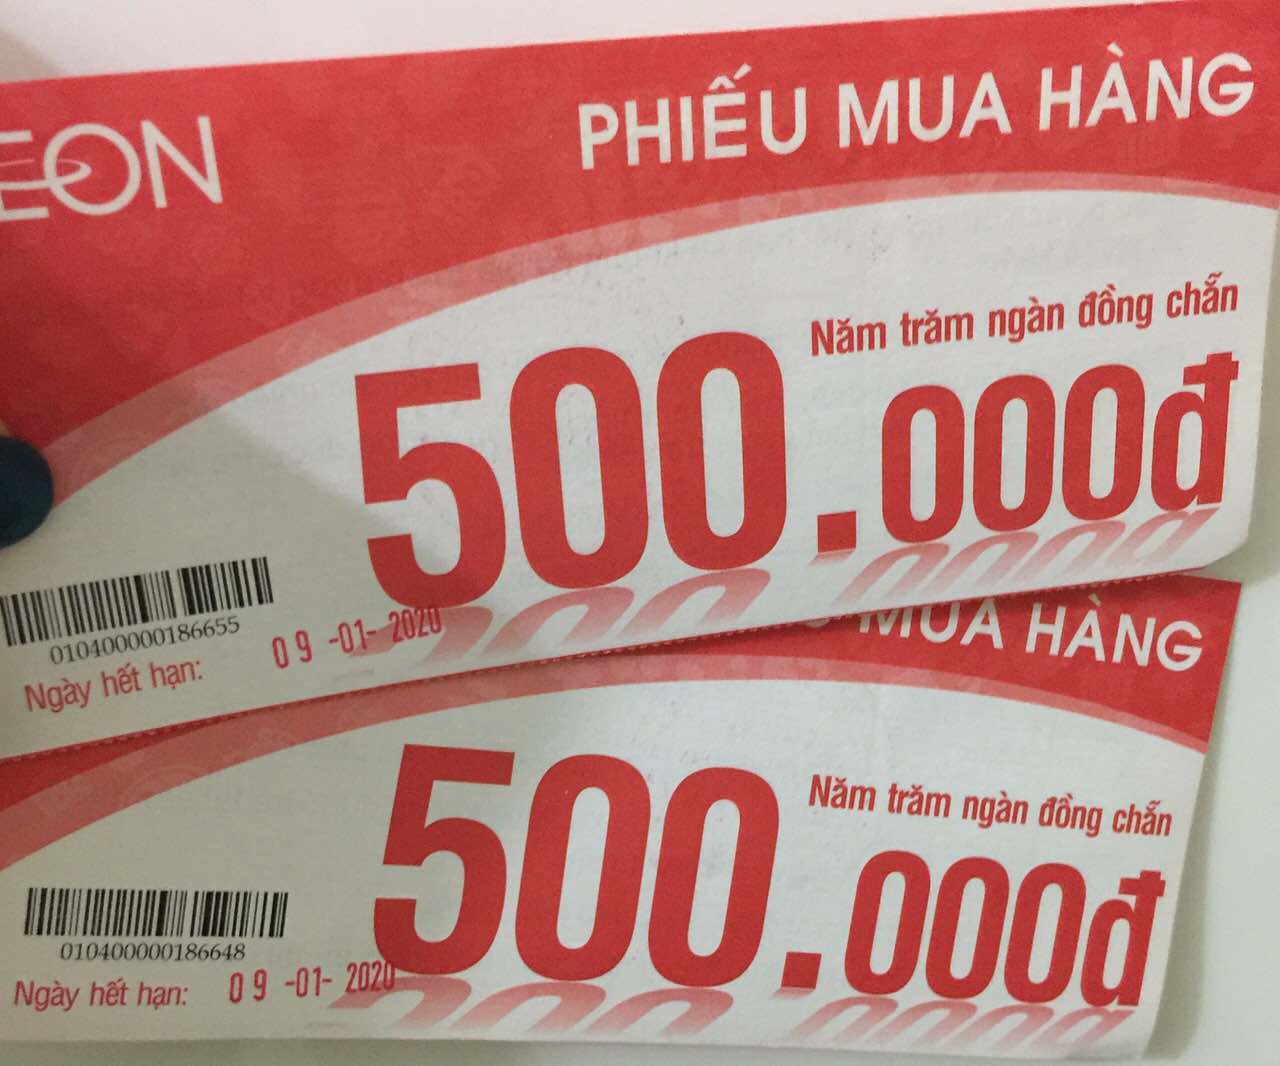 EON
PHIẾU MUA HÀNG
Năm trăm ngàn đồng chẵn
500.000đ
010400000186655
Ngày hết hạn: 09 -01- 2020
MUA HÀNG
Năm trăm ngàn đồng chẵn
500.000đ
010400000186648
Ngày hết hạn: 09 -01- 2020